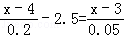 (x-4)/0.2 - 2.5 = (x-3)/0.05